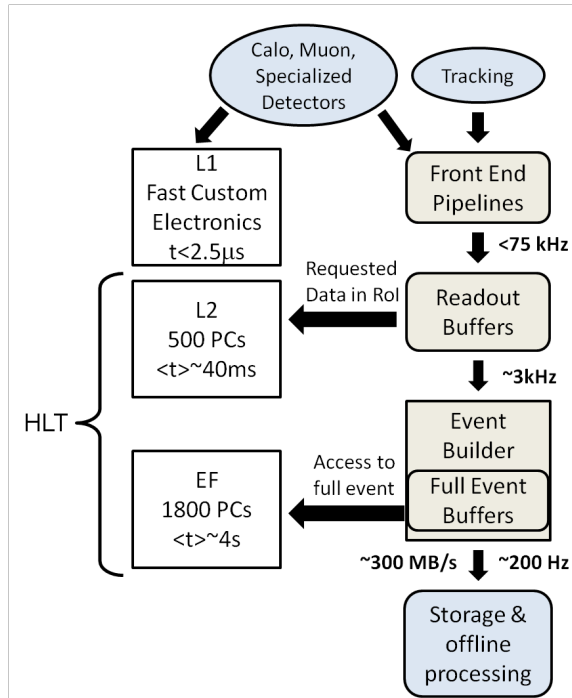 Calo, Muon,
Specialized
Detectors
Tracking
L1
Fast Custom
Electronics
t<2.5μs
Front End
Pipelines
<75 kHz
Requested
Data in RoI
Readout
Buffers
L2
500 PCs
<t>~40ms
~3kHz
HLT
Event
Builder
Full Event
Buffers
Access to
full event
EF
1800 PCs
<t>~4s
~300 MB/s
~200 Hz
Storage &
offline
processing